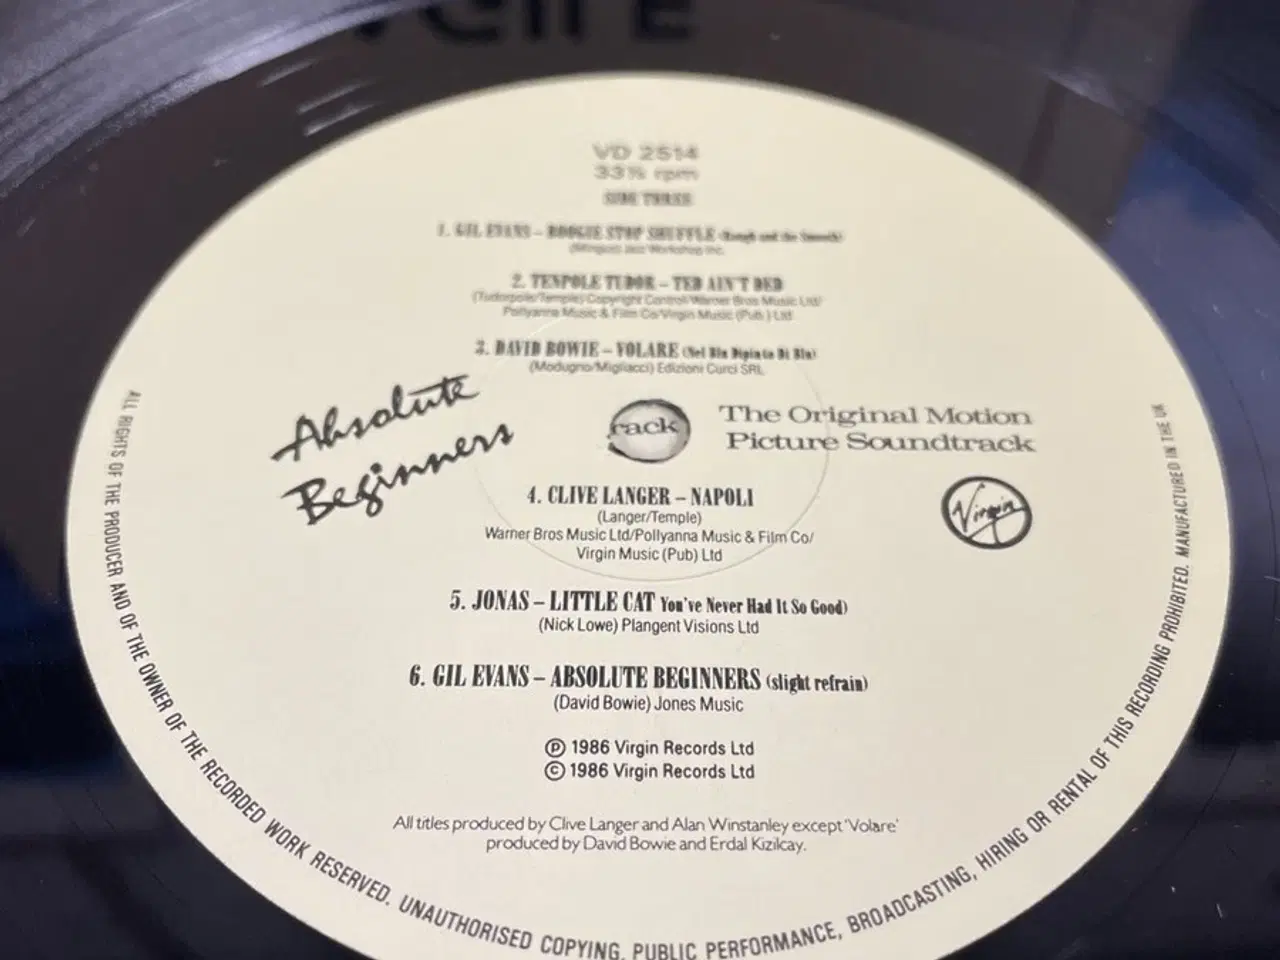 VD 2514
33⅓ rpm
SIDE THREE
1. GIL EVANS – BOOGIE STOP SHUFFLE (Rough and the Smooth)
(Mingus) Jazz Workshop Inc.
2. TENPOLE TUDOR – TED AIN'T DED
(Tudorpole/Temple) Copyright Control/Warner Bros Music Ltd/
Pollyanna Music & Film Co/Virgin Music (Pub ) Ltd
3. DAVID BOWIE – VOLARE (Nel Blu Dipinto Di Blu)
(Modugno/Migliacci) Edizioni Curci SRL
Absolute
Beginners
rack
The Original Motion
Picture Soundtrack
Virgin
4. CLIVE LANGER – NAPOLI
(Langer/Temple)
Warner Bros Music Ltd/Pollyanna Music & Film Co/
Virgin Music (Pub) Ltd
5. JONAS – LITTLE CAT You've Never Had It So Good)
(Nick Lowe) Plangent Visions Ltd
6. GIL EVANS – ABSOLUTE BEGINNERS (slight refrain)
(David Bowie) Jones Music
℗ 1986 Virgin Records Ltd
© 1986 Virgin Records Ltd
All titles produced by Clive Langer and Alan Winstanley except 'Volare'
produced by David Bowie and Erdal Kizilcay.
ALL RIGHTS OF THE PRODUCER AND OF THE OWNER OF THE RECORDED WORK RESERVED. UNAUTHORISED COPYING, PUBLIC PERFORMANCE, BROADCASTING, HIRING OR RENTAL OF THIS RECORDING PROHIBITED. MANUFACTURED IN THE UK